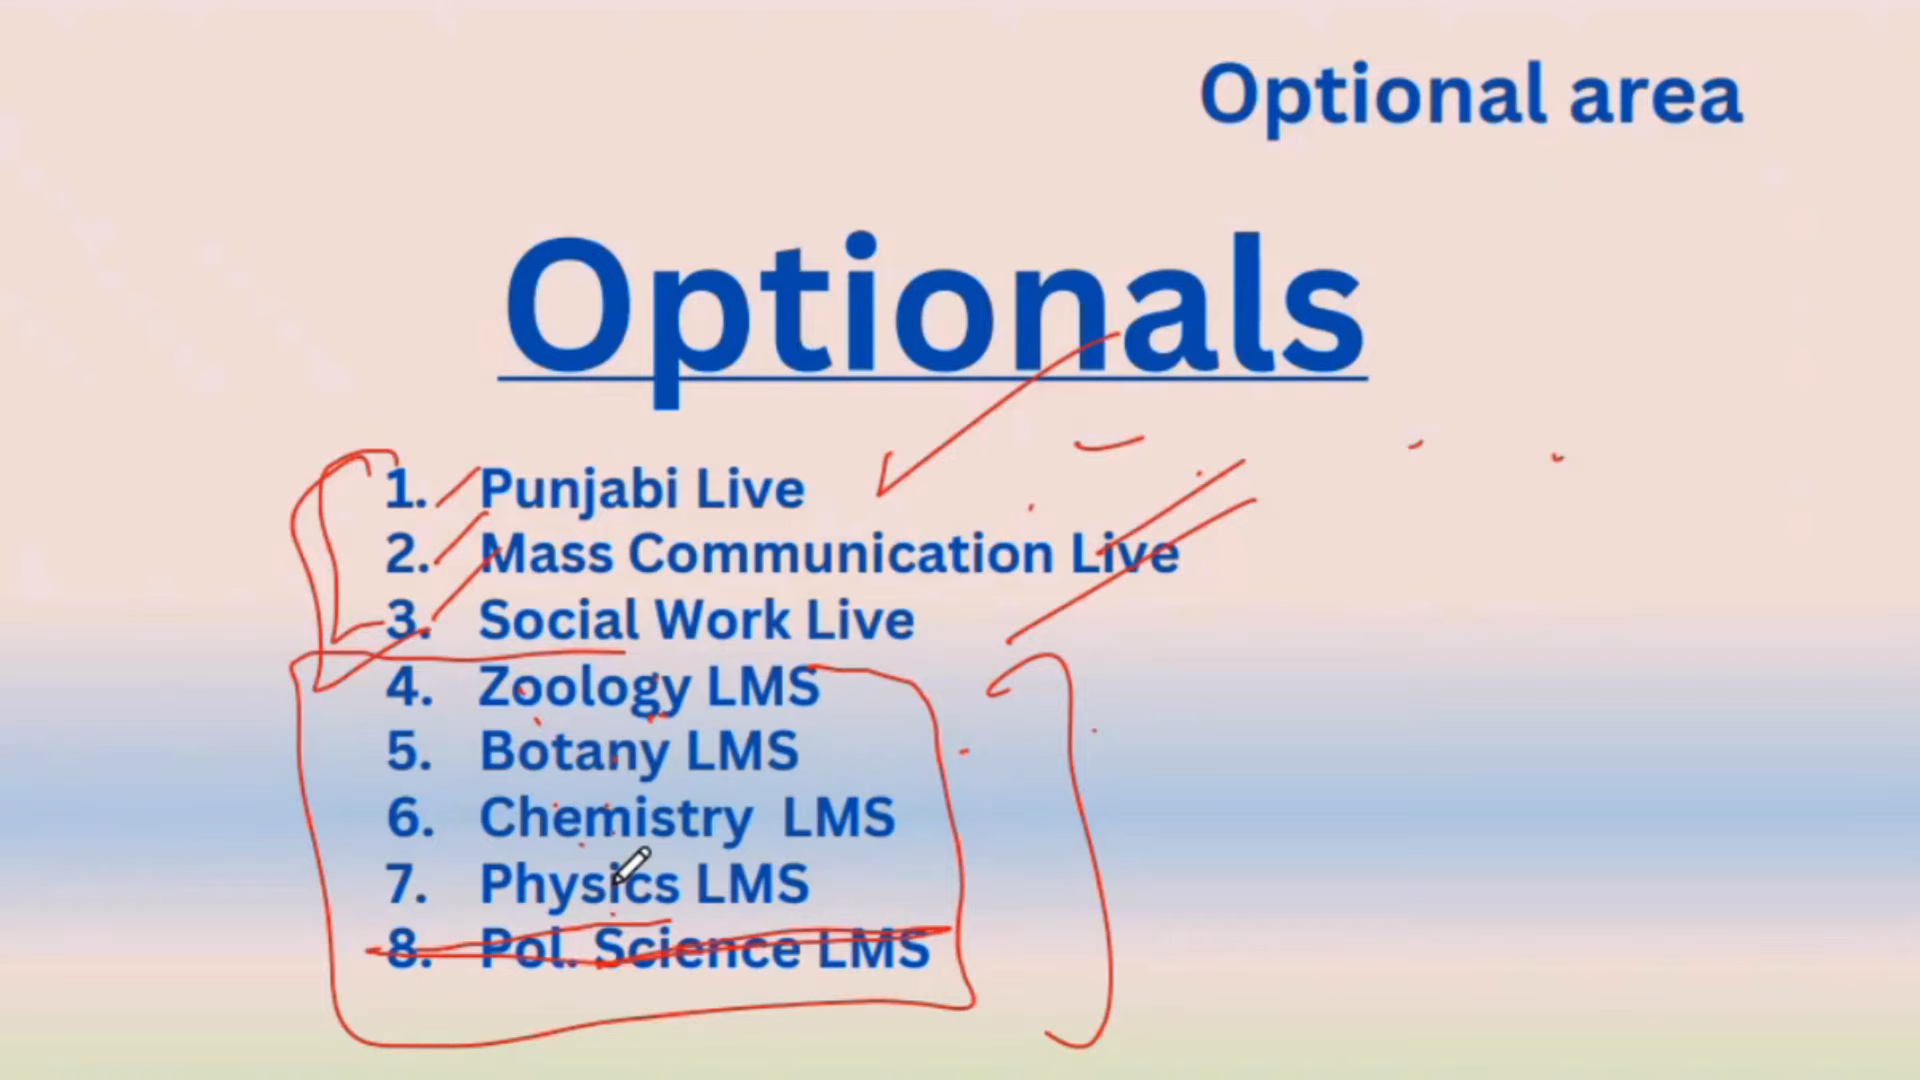 Optional area
Optionals
1. Punjabi Live
2. Mass Communication Live
3. Social Work Live
4. Zoology LMS
5. Botany LMS
6. Chemistry LMS
7. Physics LMS
8. Pol. Science LMS